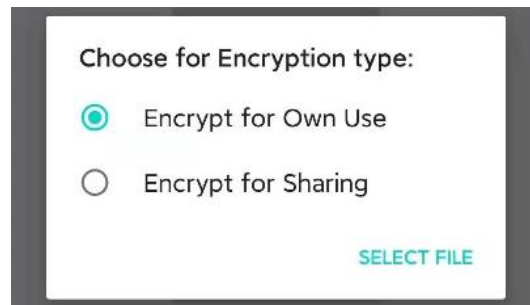 Choose for Encryption type:
Encrypt for Own Use
Encrypt for Sharing
SELECT FILE